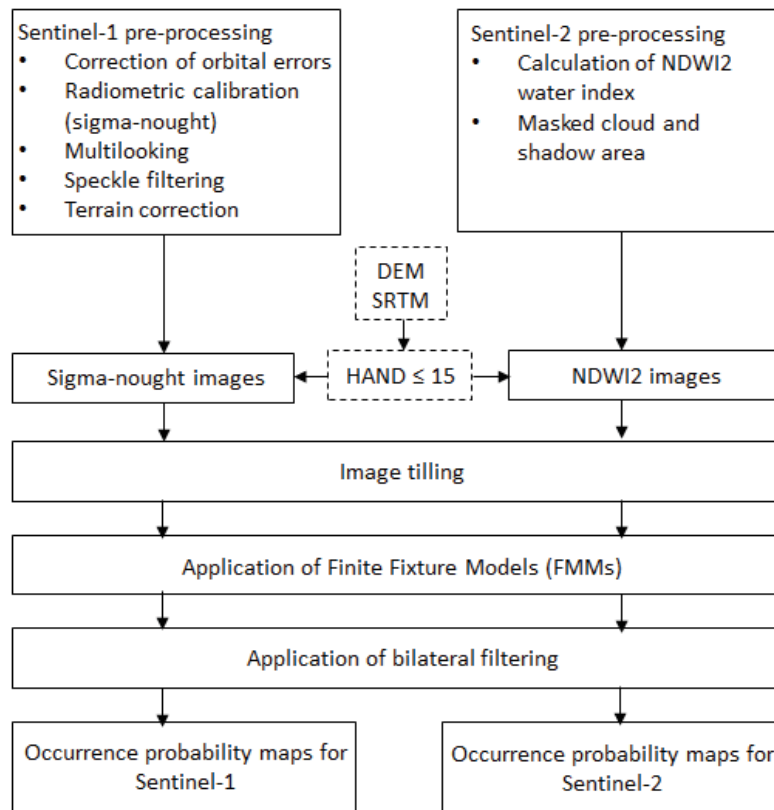 Sentinel-1 pre-processing
• Correction of orbital errors
• Radiometric calibration
(sigma-nought)
• Multilooking
• Speckle filtering
• Terrain correction
Sentinel-2 pre-processing
• Calculation of NDWI2
water index
• Masked cloud and
shadow area
DEM
SRTM
Sigma-nought images
HAND ≤ 15
NDWI2 images
Image tilling
Application of Finite Fixture Models (FMMs)
Application of bilateral filtering
Occurrence probability maps for
Sentinel-1
Occurrence probability maps for
Sentinel-2